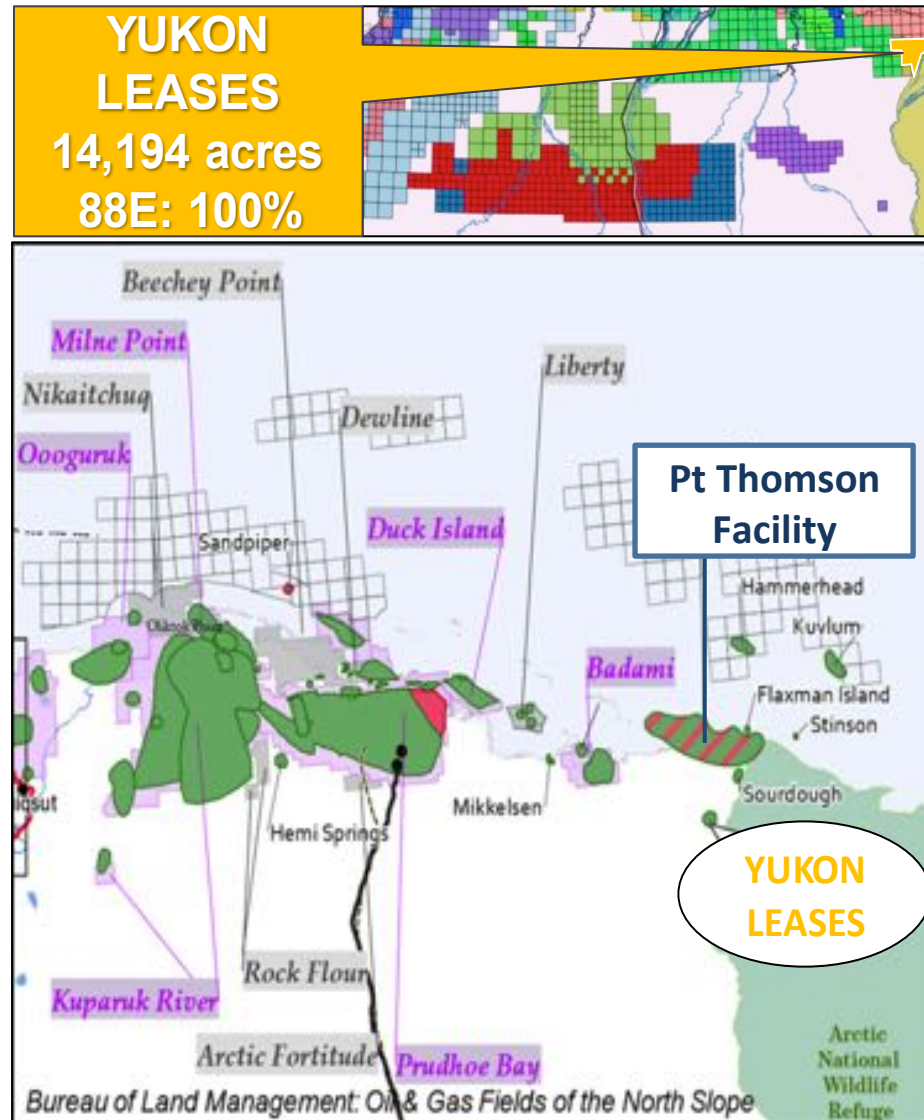 YUKON
LEASES
14,194 acres
88E: 100%
Beechey Point
Milne Point
Liberty
Nikaitchuq
Dewline
Oooguruk
Pt Thomson
Facility
Duck Island
Sandpiper
Hammerhead
Kuvlum
Badami
Flaxman Island
Stinson
Sourdough
Mikkelsen
Hemi Springs
YUKON
LEASES
Rock Flour
Kuparuk River
Arctic Fortitude
Prudhoe Bay
Arctic
National
Wildlife
Refuge
Bureau of Land Management: Oil & Gas Fields of the North Slope